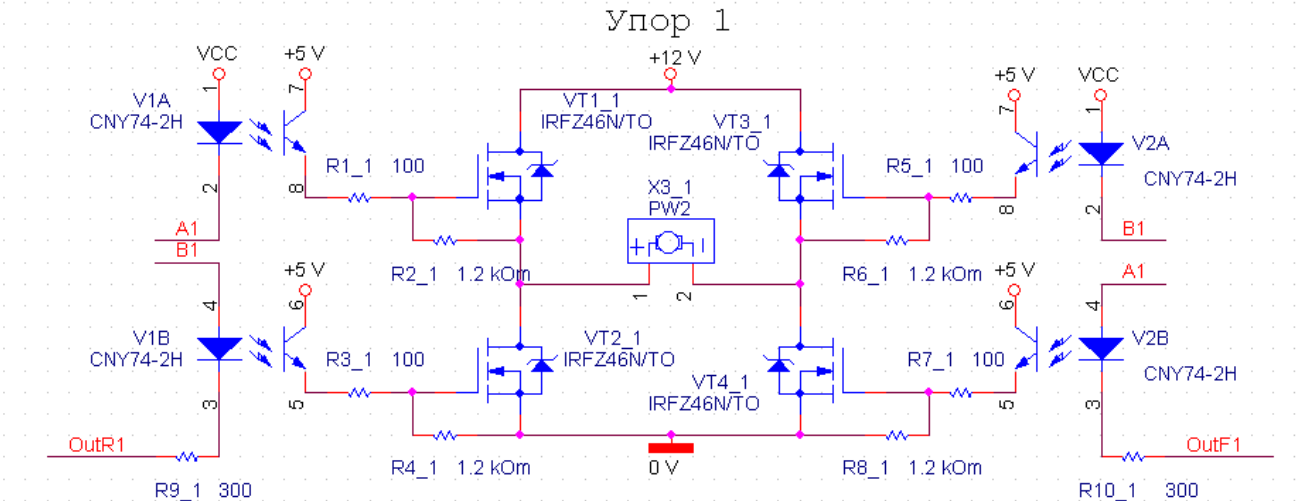 Упор 1
VCC
+5 V
+12 V
+5 V
VCC
1
7
7
1
V1A
CNY74-2H
VT1_1
IRFZ46N/TO
VT3_1
IRFZ46N/TO
V2A
CNY74-2H
R1_1 100
R5_1 100
2
8
8
2
X3_1
PW2
+
A1
B1
B1
R2_1 1.2 kOm
R6_1 1.2 kOm
+5 V
+5 V
A1
1
2
4
6
6
4
V1B
CNY74-2H
VT2_1
IRFZ46N/TO
V2B
CNY74-2H
R3_1 100
R7_1 100
VT4_1
IRFZ46N/TO
3
5
5
3
OutR1
OutF1
R4_1 1.2 kOm
0 V
R8_1 1.2 kOm
R9_1 300
R10_1 300